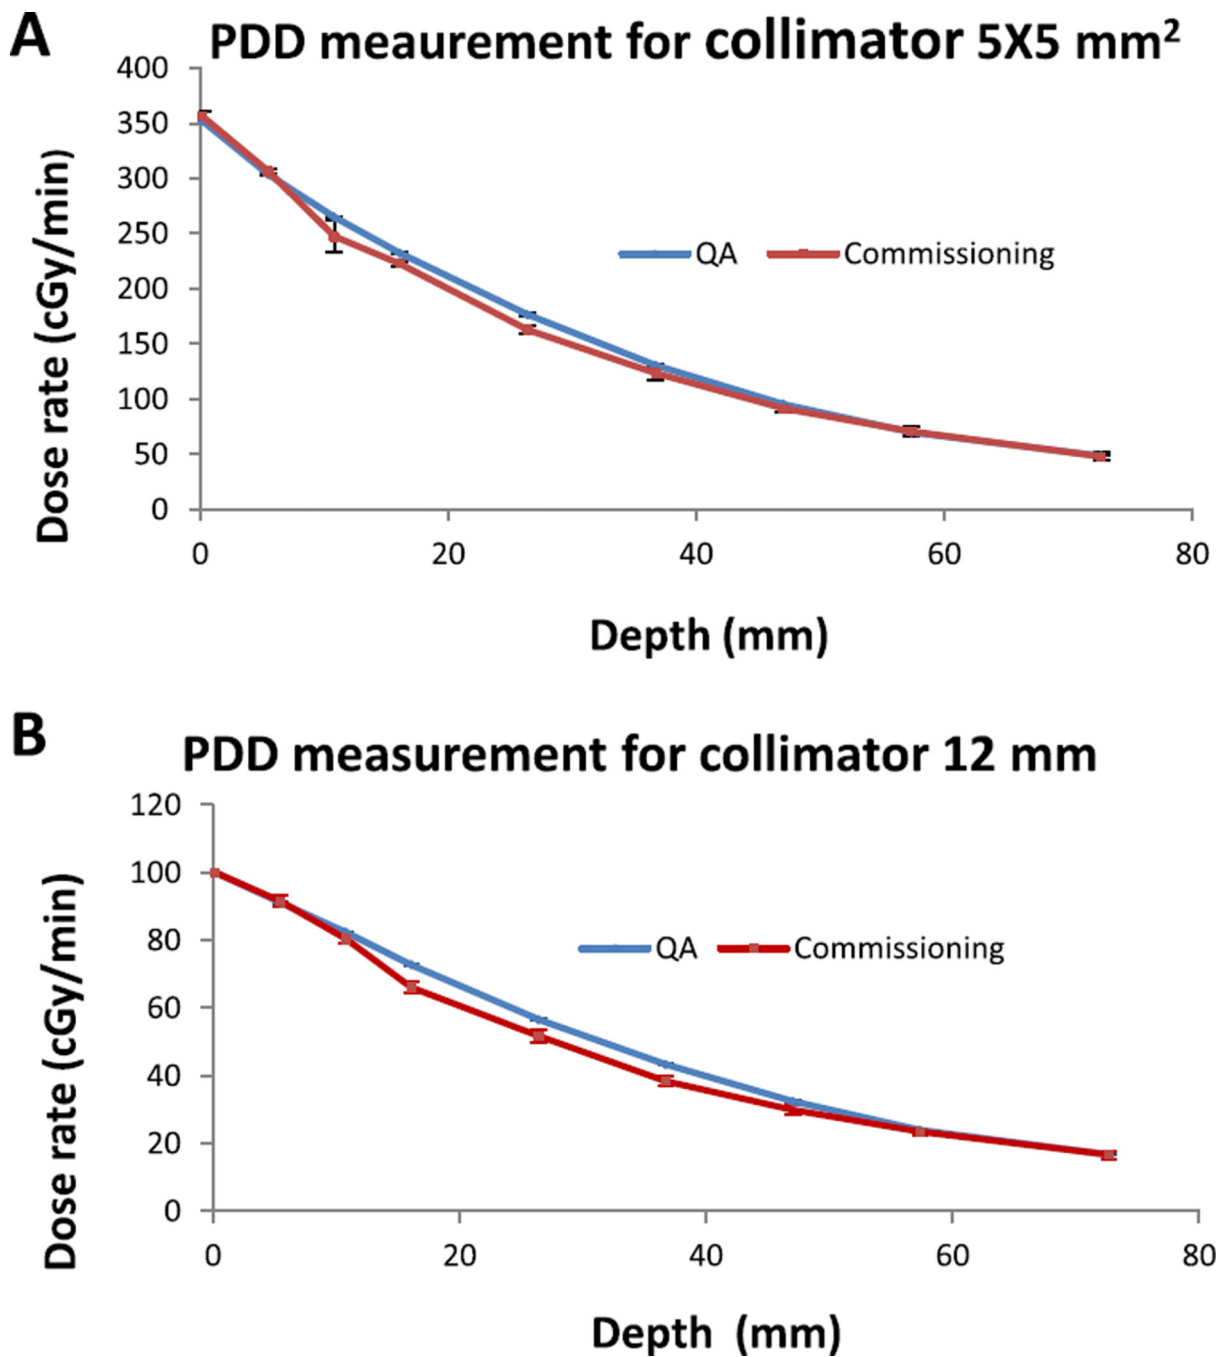 A
PDD meaurement for collimator 5X5 mm²
400
350
300
250
200
150
100
50
0
Dose rate (cGy/min)
QA
Commissioning
0 20 40 60 80
Depth (mm)
B
PDD measurement for collimator 12 mm
120
100
80
60
40
20
0
Dose rate (cGy/min)
QA
Commissioning
0 20 40 60 80
Depth (mm)